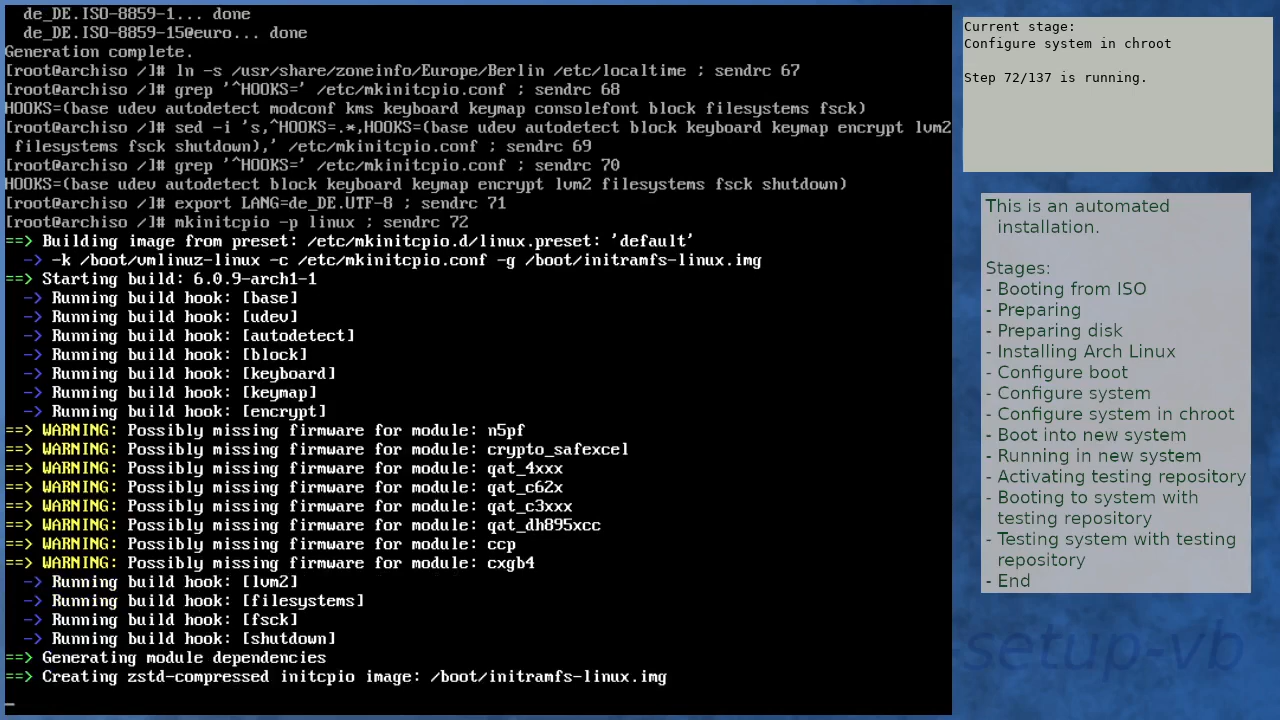 de_DE.ISO-8859-1... done
de_DE.ISO-8859-15@euro... done
Generation complete.
[root@archiso /]# ln -s /usr/share/zoneinfo/Europe/Berlin /etc/localtime ; sendrc 67
[root@archiso /]# grep '^HOOKS=' /etc/mkinitcpio.conf ; sendrc 68
HOOKS=(base udev autodetect modconf kms keyboard keymap consolefont block filesystems fsck)
[root@archiso /]# sed -i 's,^HOOKS=.*,HOOKS=(base udev autodetect block keyboard keymap encrypt lvm2
filesystems fsck shutdown),' /etc/mkinitcpio.conf ; sendrc 69
[root@archiso /]# grep '^HOOKS=' /etc/mkinitcpio.conf ; sendrc 70
HOOKS=(base udev autodetect block keyboard keymap encrypt lvm2 filesystems fsck shutdown)
[root@archiso /]# export LANG=de_DE.UTF-8 ; sendrc 71
[root@archiso /]# mkinitcpio -p linux ; sendrc 72
==> Building image from preset: /etc/mkinitcpio.d/linux.preset: 'default'
-> -k /boot/vmlinuz-linux -c /etc/mkinitcpio.conf -g /boot/initramfs-linux.img
==> Starting build: 6.0.9-arch1-1
-> Running build hook: [base]
-> Running build hook: [udev]
-> Running build hook: [autodetect]
-> Running build hook: [block]
-> Running build hook: [keyboard]
-> Running build hook: [keymap]
-> Running build hook: [encrypt]
==> WARNING: Possibly missing firmware for module: n5pf
==> WARNING: Possibly missing firmware for module: crypto_safexcel
==> WARNING: Possibly missing firmware for module: qat_4xxx
==> WARNING: Possibly missing firmware for module: qat_c62x
==> WARNING: Possibly missing firmware for module: qat_c3xxx
==> WARNING: Possibly missing firmware for module: qat_dh895xcc
==> WARNING: Possibly missing firmware for module: ccp
==> WARNING: Possibly missing firmware for module: cxgb4
-> Running build hook: [lvm2]
-> Running build hook: [filesystems]
-> Running build hook: [fsck]
-> Running build hook: [shutdown]
==> Generating module dependencies
==> Creating zstd-compressed initcpio image: /boot/initramfs-linux.img
_
Current stage:
Configure system in chroot
Step 72/137 is running.
This is an automated
installation.
Stages:
- Booting from ISO
- Preparing
- Preparing disk
- Installing Arch Linux
- Configure boot
- Configure system
- Configure system in chroot
- Boot into new system
- Running in new system
- Activating testing repository
- Booting to system with
testing repository
- Testing system with testing
repository
- End
-setup-vb